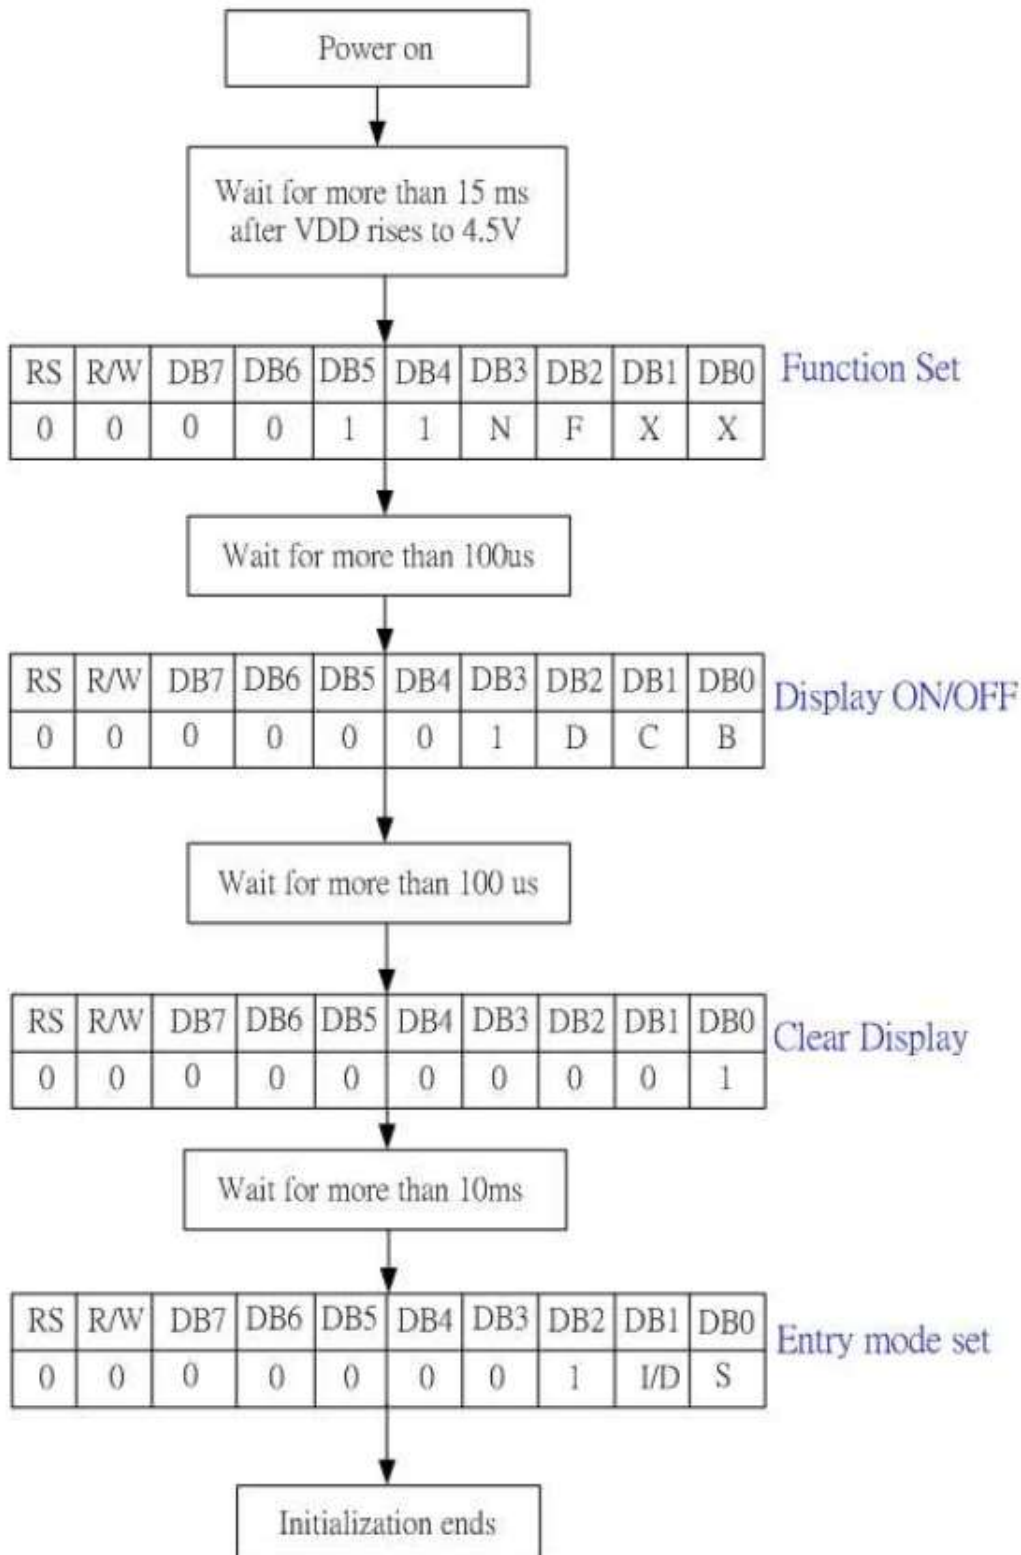 Power on
Wait for more than 15 ms
after VDD rises to 4.5V
RS R/W DB7 DB6 DB5 DB4 DB3 DB2 DB1 DB0 Function Set
0 0 0 0 1 1 N F X X
Wait for more than 100us
RS R/W DB7 DB6 DB5 DB4 DB3 DB2 DB1 DB0 Display ON/OFF
0 0 0 0 0 0 1 D C B
Wait for more than 100 us
RS R/W DB7 DB6 DB5 DB4 DB3 DB2 DB1 DB0 Clear Display
0 0 0 0 0 0 0 0 0 1
Wait for more than 10ms
RS R/W DB7 DB6 DB5 DB4 DB3 DB2 DB1 DB0 Entry mode set
0 0 0 0 0 0 0 1 I/D S
Initialization ends